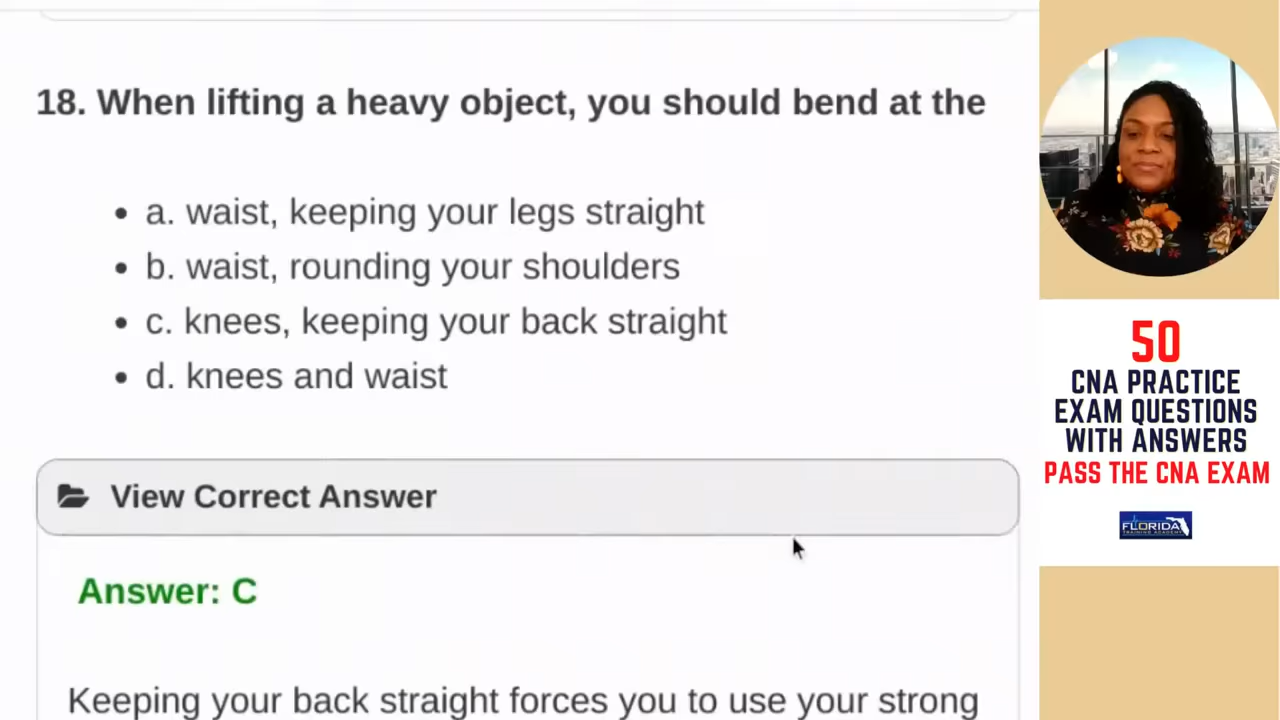 18. When lifting a heavy object, you should bend at the
a. waist, keeping your legs straight
b. waist, rounding your shoulders
c. knees, keeping your back straight
d. knees and waist
View Correct Answer
Answer: C
Keeping your back straight forces you to use your strong
50
CNA PRACTICE
EXAM QUESTIONS
WITH ANSWERS
PASS THE CNA EXAM
FLORIDA
TRAINING ACADEMY